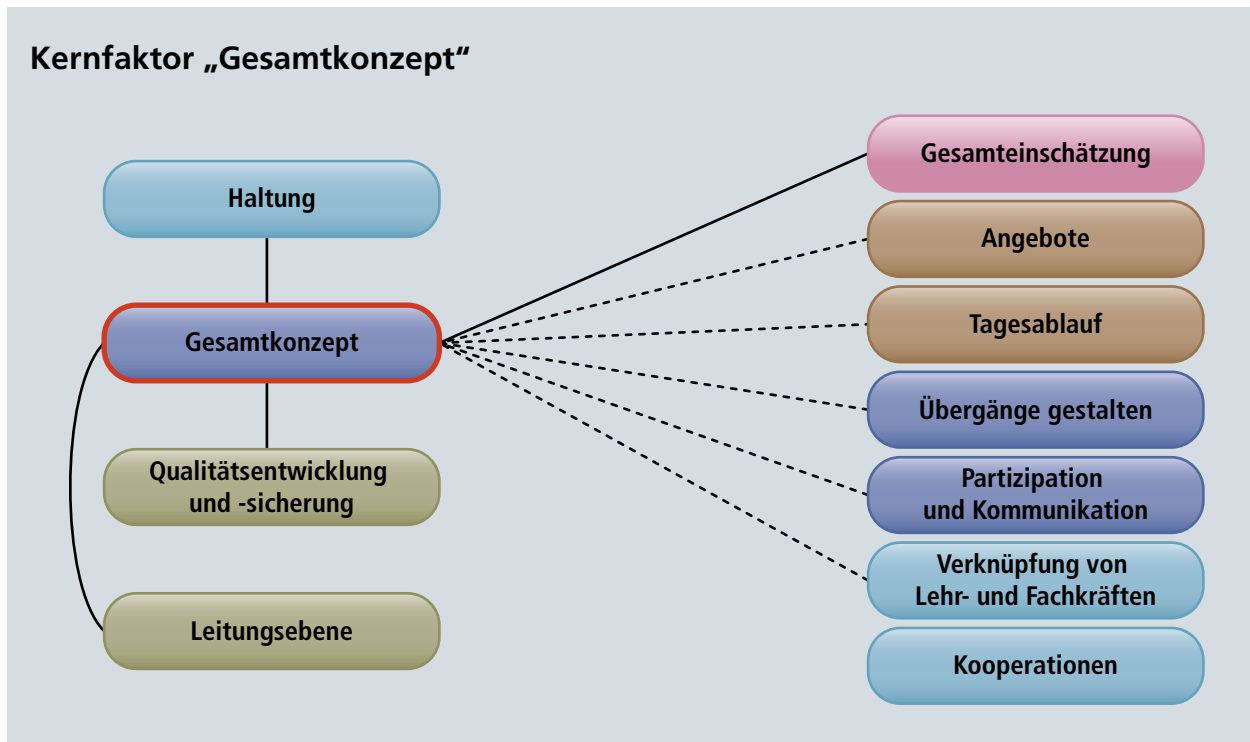 Kernfaktor „Gesamtkonzept“
Haltung
Gesamtkonzept
Qualitätsentwicklung
und -sicherung
Leitungsebene
Gesamteinschätzung
Angebote
Tagesablauf
Übergänge gestalten
Partizipation
und Kommunikation
Verknüpfung von
Lehr- und Fachkräften
Kooperationen